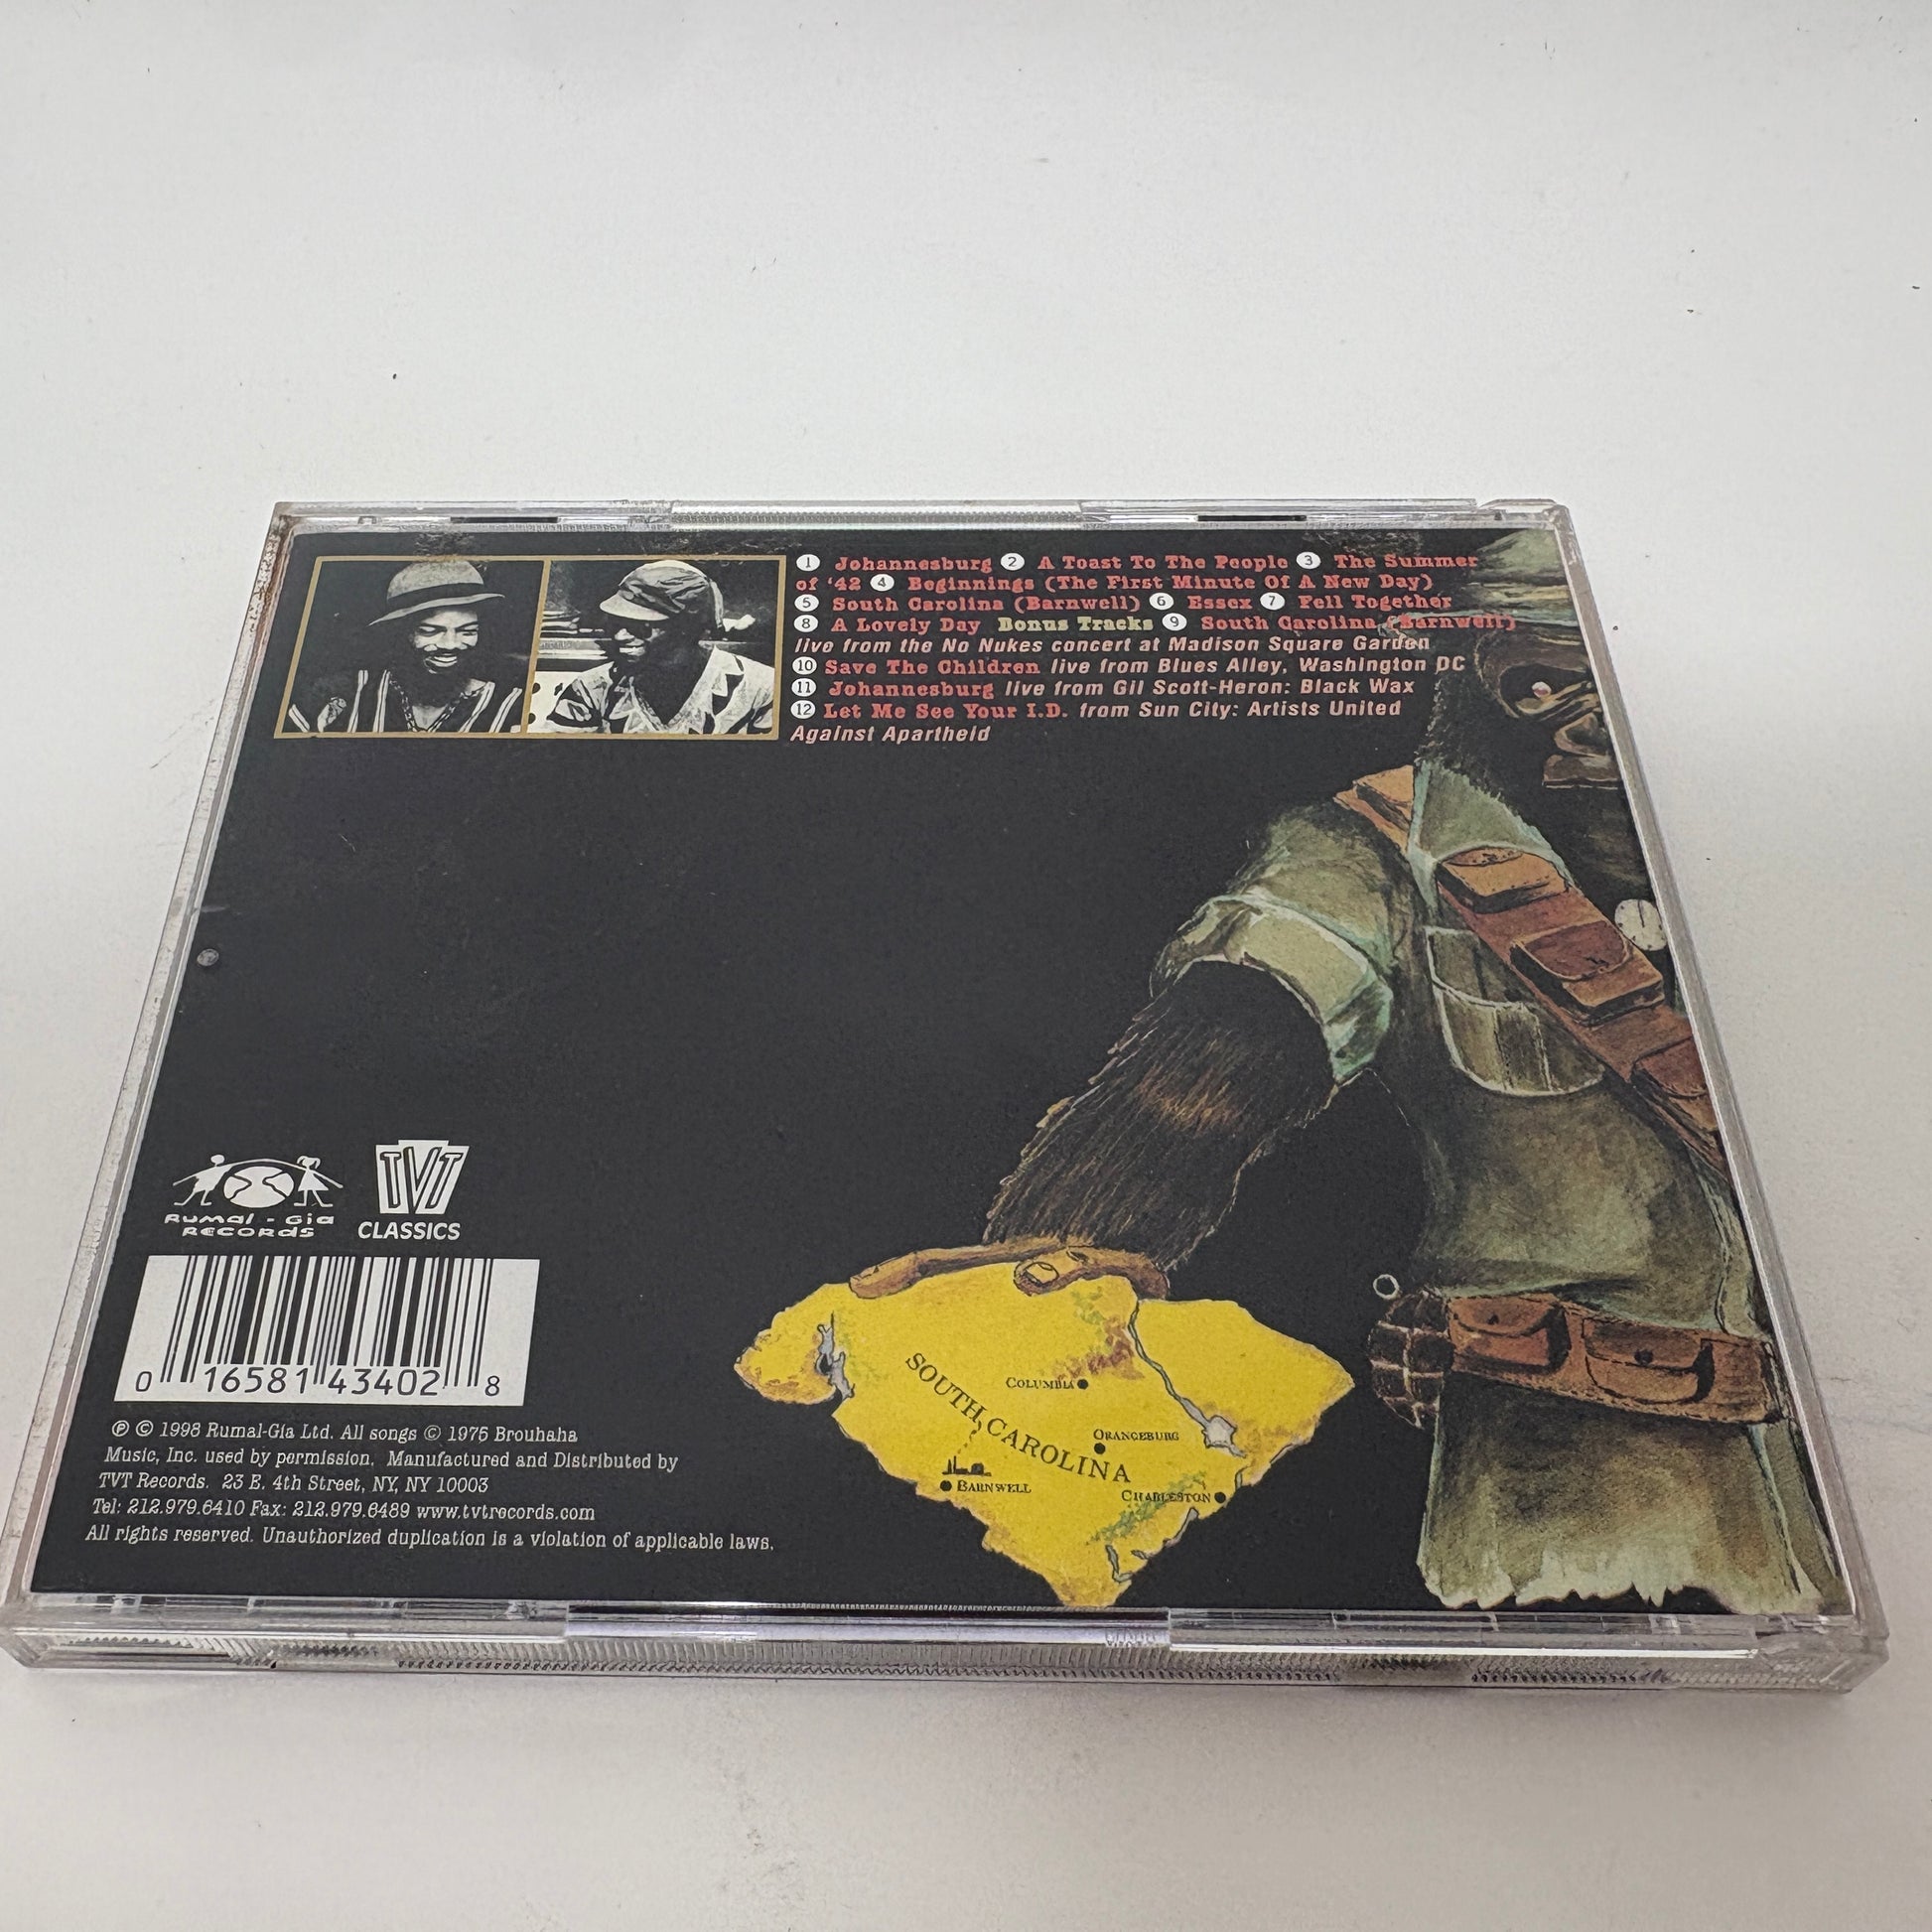 1 Johannesburg 2 A Toast To The People 3 The Summer
of '42 4 Beginnings (The First Minute Of A New Day)
5 South Carolina (Barnwell) 6 Essex 7 Fell Together
8 A Lovely Day Bonus Tracks 9 South Carolina (Barnwell)
live from the No Nukes concert at Madison Square Garden
10 Save The Children live from Blues Alley, Washington DC
11 Johannesburg live from Gil Scott-Heron: Black Wax
12 Let Me See Your I.D. from Sun City: Artists United
Against Apartheid
Rumal-Gia
RECORDS
TVT
CLASSICS
0 16581 43402 8
℗ © 1998 Rumal-Gia Ltd. All songs © 1975 Brouhaha
Music, Inc. used by permission. Manufactured and Distributed by
TVT Records. 23 E. 4th Street, NY, NY 10003
Tel: 212.979.6410 Fax: 212.979.6489 www.tvtrecords.com
All rights reserved. Unauthorized duplication is a violation of applicable laws.
SOUTH CAROLINA
COLUMBIA
ORANGEBURG
BARNWELL
CHARLESTON